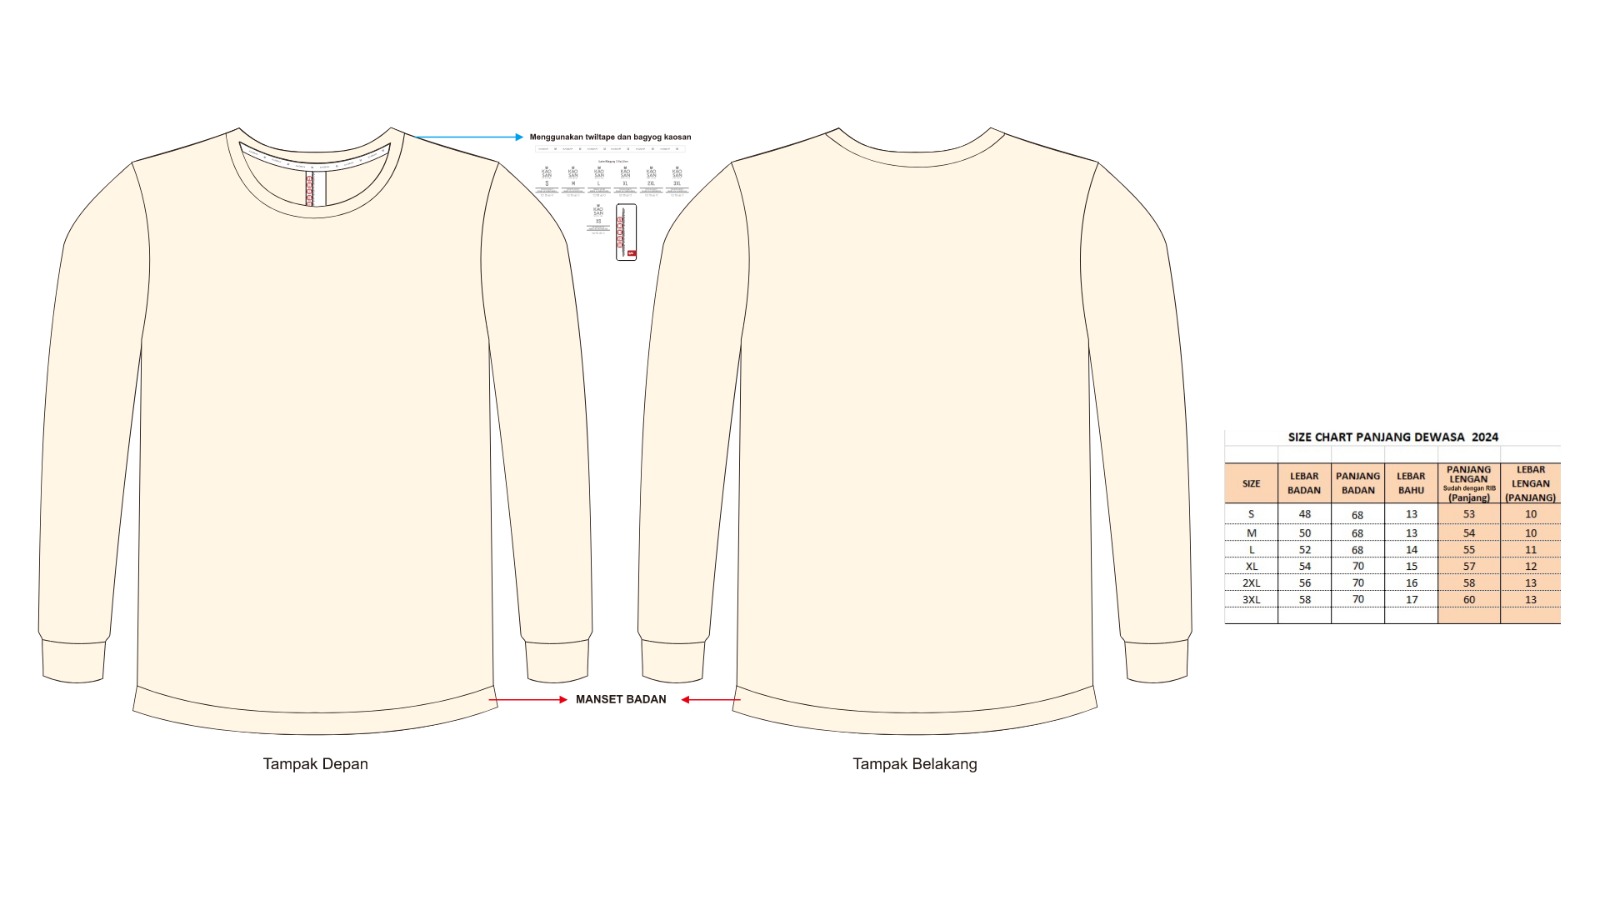 Menggunakan twiltape dan bagyog kaosan
KAO
SAN
KAO
SAN
KAO
SAN
KAO
SAN
KAO
SAN
KAO
SAN
S M L XL 2XL 3XL
KAO
SAN
XS
MANSET BADAN
Tampak Depan
Tampak Belakang
SIZE CHART PANJANG DEWASA 2024
SIZE LEBAR BADAN PANJANG BADAN LEBAR BAHU PANJANG LENGAN Sudah dengan RIB (Panjang) LEBAR LENGAN (PANJANG)
S 48 68 13 53 10
M 50 68 13 54 10
L 52 68 14 55 11
XL 54 70 15 57 12
2XL 56 70 16 58 13
3XL 58 70 17 60 13